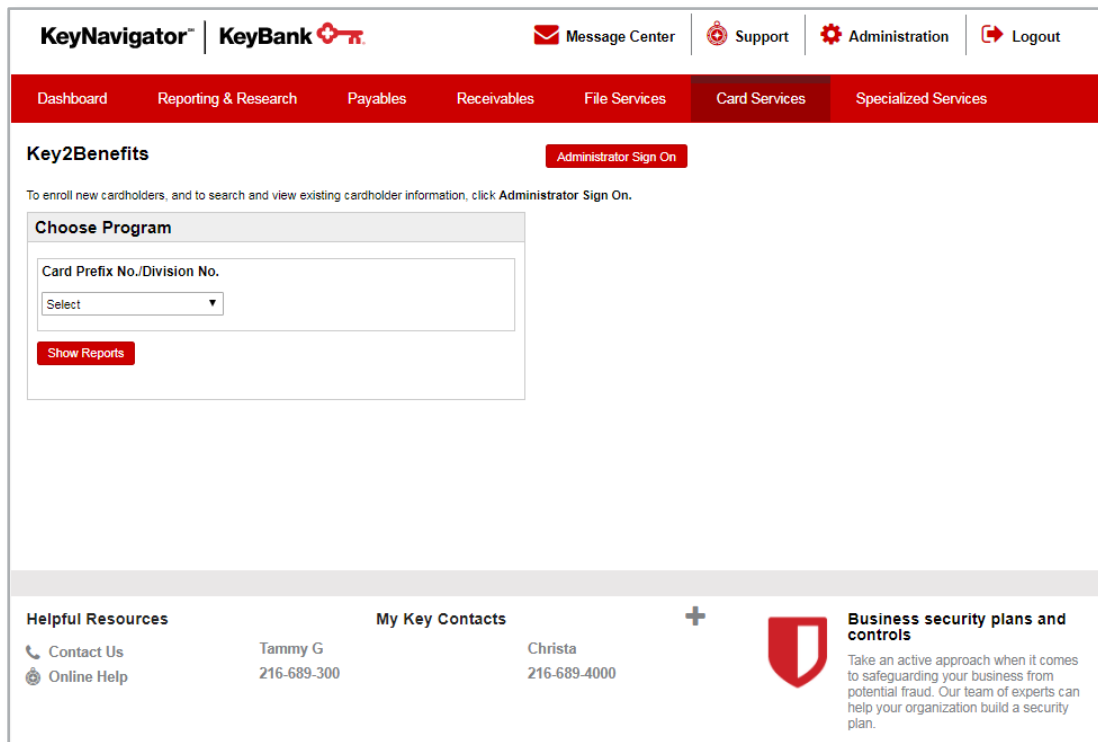 KeyNavigator℠ | KeyBank
Message Center
Support
Administration
Logout
Dashboard
Reporting & Research
Payables
Receivables
File Services
Card Services
Specialized Services
Key2Benefits
Administrator Sign On
To enroll new cardholders, and to search and view existing cardholder information, click Administrator Sign On.
Choose Program
Card Prefix No./Division No.
Select
Show Reports
Helpful Resources
Contact Us
Online Help
My Key Contacts
Tammy G
216-689-300
Christa
216-689-4000
Business security plans and
controls
Take an active approach when it comes
to safeguarding your business from
potential fraud. Our team of experts can
help your organization build a security
plan.